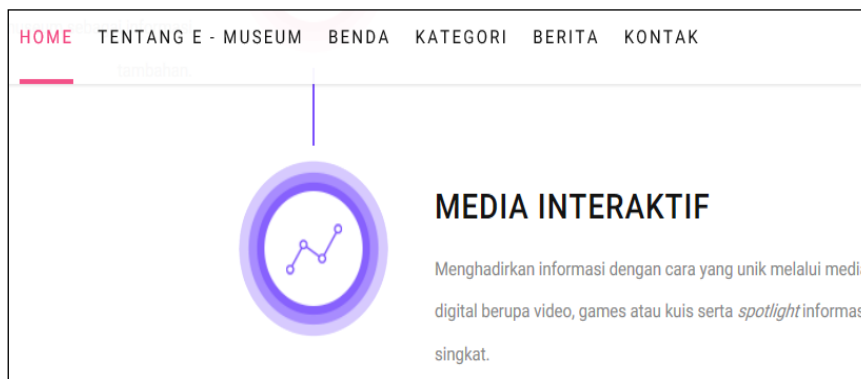 HOME TENTANG E - MUSEUM BENDA KATEGORI BERITA KONTAK
tambahan.
MEDIA INTERAKTIF
Menghadirkan informasi dengan cara yang unik melalui media
digital berupa video, games atau kuis serta spotlight informas
singkat.